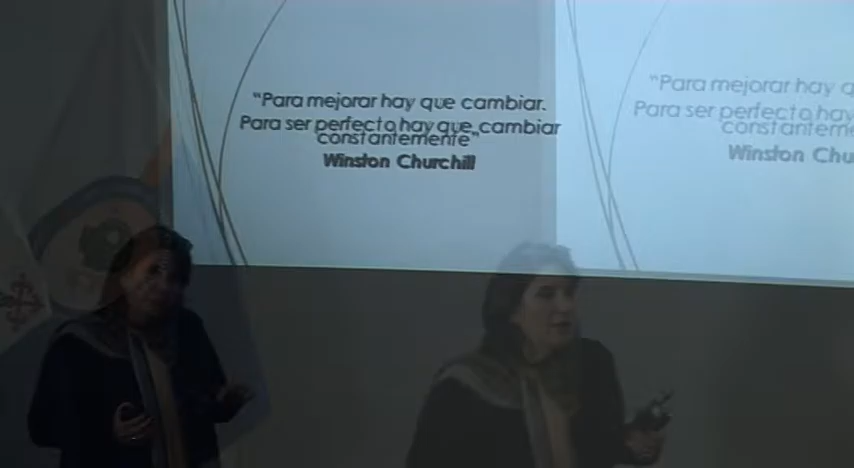 "Para mejorar hay que cambiar.
Para ser perfecto hay que cambiar
constantemente"
Winston Churchill
"Para mejorar hay
Para ser perfecto hay
constanteme
Winston Chu